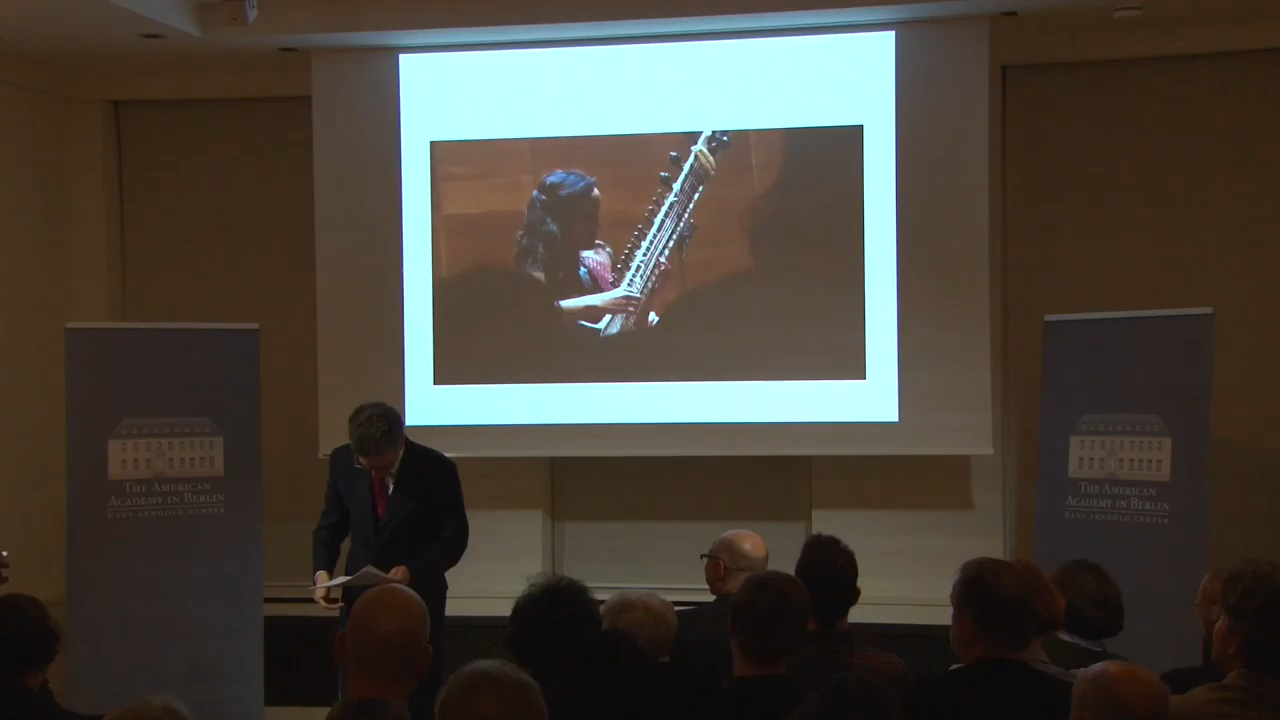 THE AMERICAN
ACADEMY IN BERLIN
HANS ARNHOLD CENTER
THE AMERICAN
ACADEMY IN BERLIN
HANS ARNHOLD CENTER